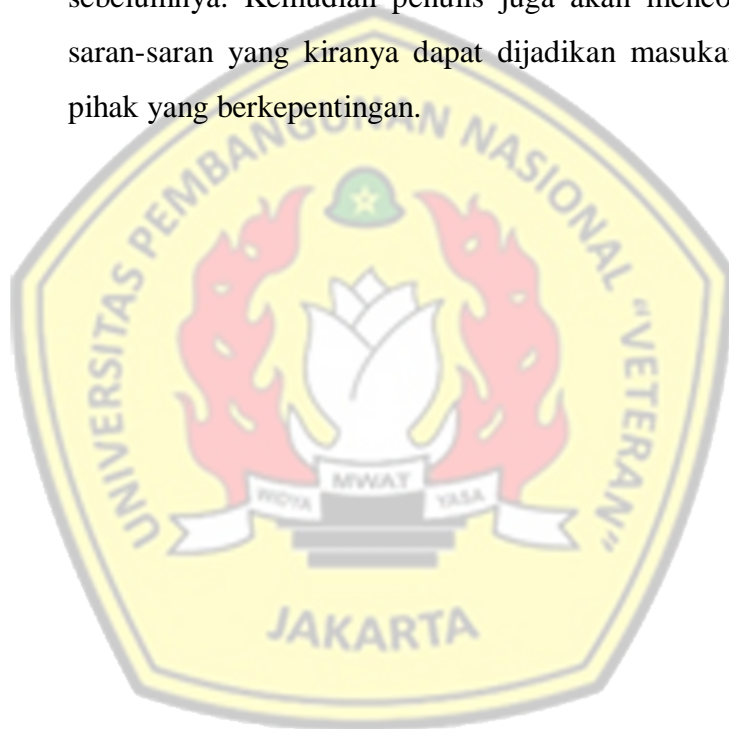 sebelumnya. Kemudian penulis juga akan
saran-saran yang kiranya dapat dijadikan
pihak yang berkepentingan.
UNIVERSITAS PEMBANGUNAN NASIONAL "VETERAN"
WIDYA MWAT YASA
JAKARTA